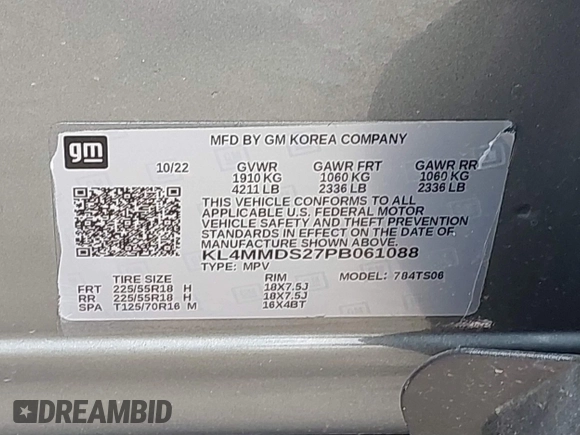 gm
MFD BY GM KOREA COMPANY
10/22 GVWR GAWR FRT GAWR RR
1910 KG 1060 KG 1060 KG
4211 LB 2336 LB 2336 LB
THIS VEHICLE CONFORMS TO ALL
APPLICABLE U.S. FEDERAL MOTOR
VEHICLE SAFETY AND THEFT PREVENTION
STANDARDS IN EFFECT ON THE DATE OF
MANUFACTURE SHOWN ABOVE.
KL4MMDS27PB061088
TYPE: MPV MODEL: 784TS06
TIRE SIZE RIM
FRT 225/55R18 H 18X7.5J
RR 225/55R18 H 18X7.5J
SPA T125/70R16 M 16X4BT
DREAMBID